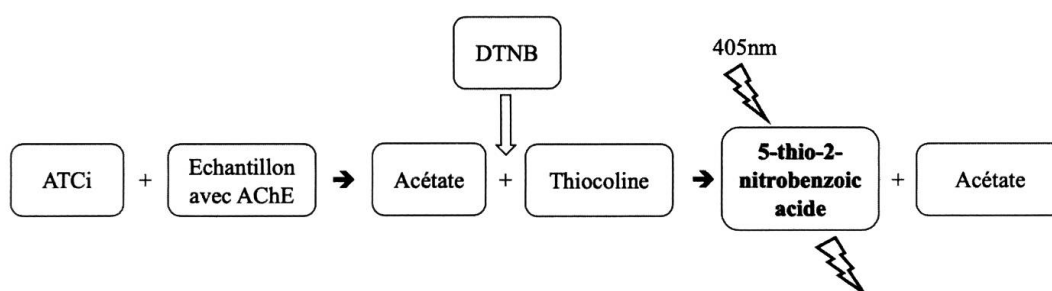 DTNB
405nm
ATCi
+
Echantillon
avec AChE
Acétate
+
Thiocoline
5-thio-2-
nitrobenzoic
acide
+
Acétate